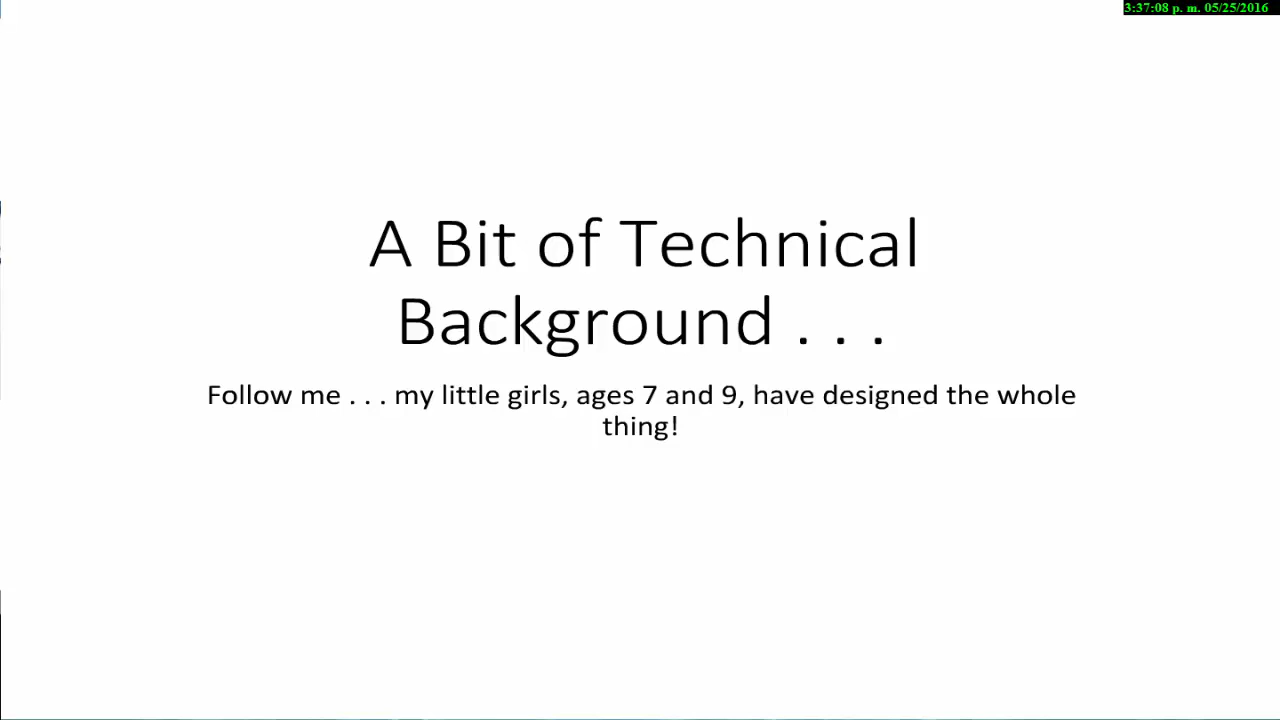 3:37:08 p. m. 05/25/2016
A Bit of Technical
Background . . .
Follow me . . . my little girls, ages 7 and 9, have designed the whole
thing!